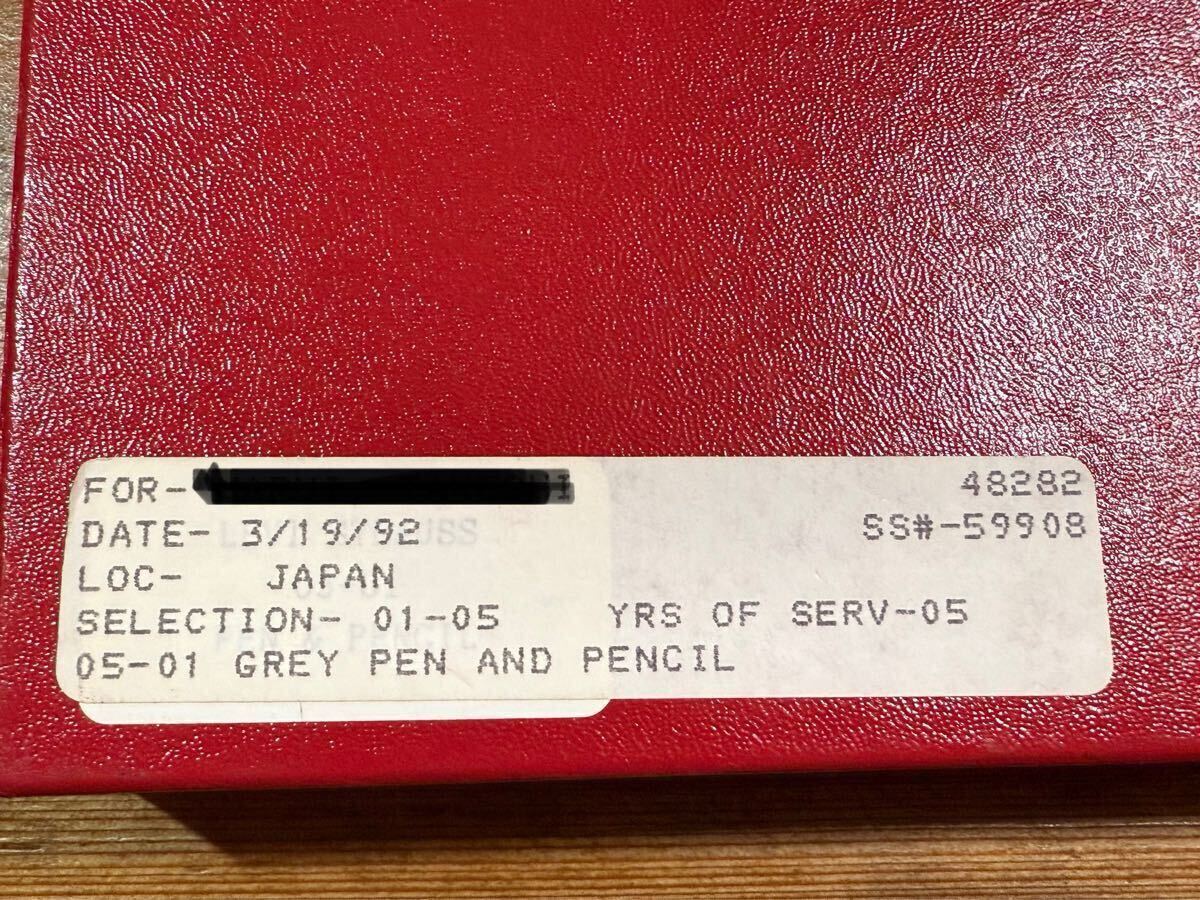 FOR- 48282
DATE- 3/19/92 SS#-59908
LOC- JAPAN
SELECTION- 01-05 YRS OF SERV-05
05-01 GREY PEN AND PENCIL